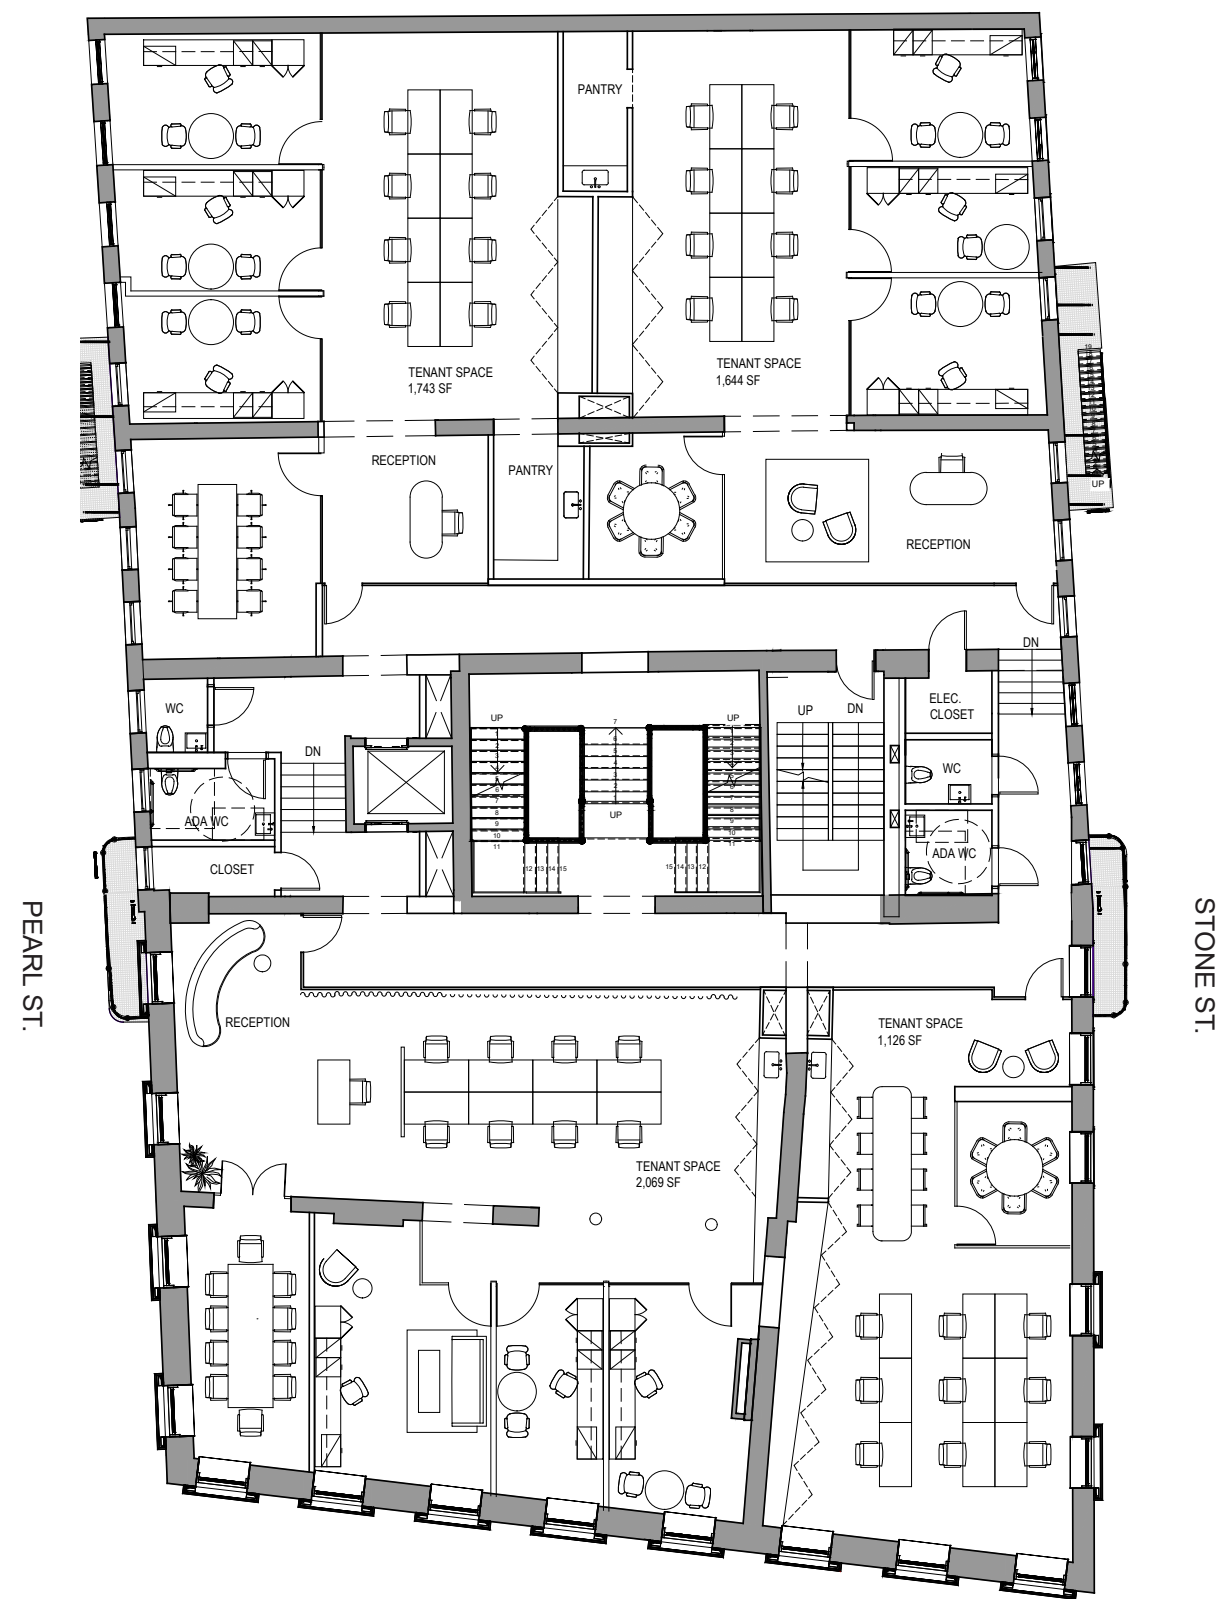 PANTRY
TENANT SPACE
1,743 SF
TENANT SPACE
1,644 SF
RECEPTION
PANTRY
UP
RECEPTION
DN
WC
ELEC.
CLOSET
UP
UP
UP
DN
DN
WC
UP
ADA WC
ADA WC
CLOSET
PEARL ST.
STONE ST.
RECEPTION
TENANT SPACE
1,126 SF
TENANT SPACE
2,069 SF